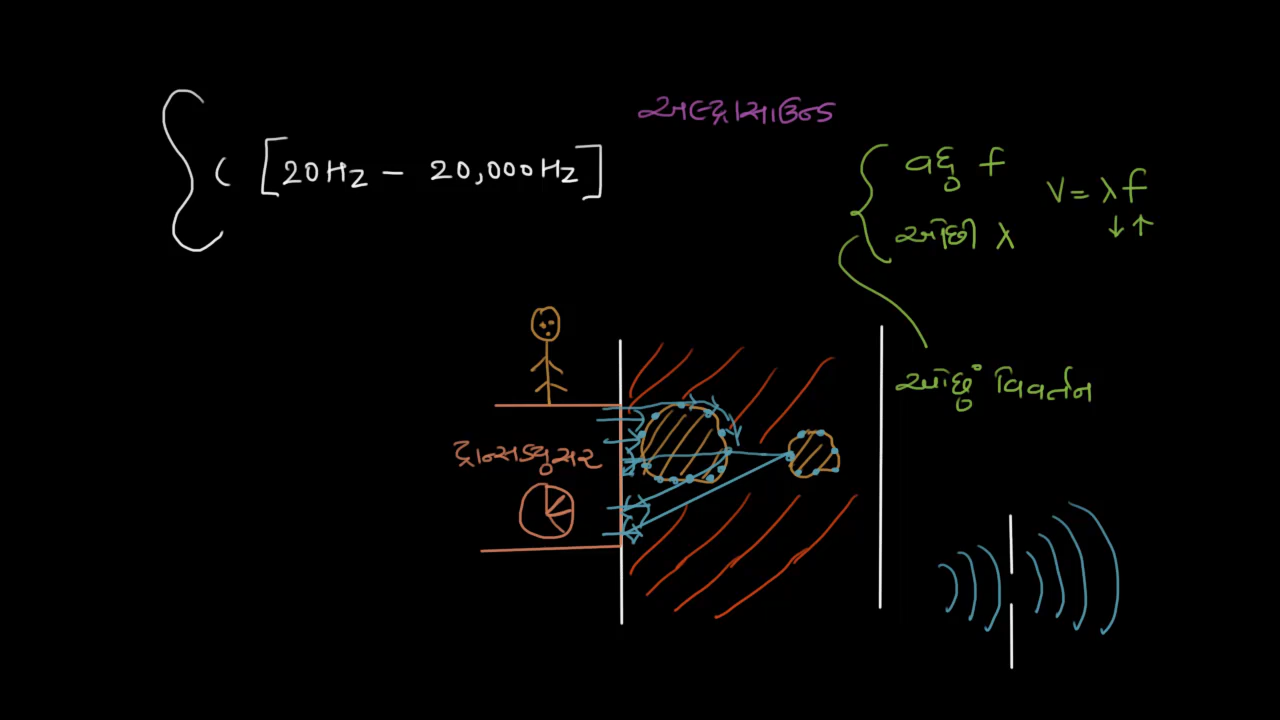 અલ્ટ્રાસાઉન્ડ
( [20Hz – 20,000Hz]
વધુ f
v = λf
↓ ↑
ઓછી λ
ઓછું વિવર્તન
ટ્રાન્સડ્યુસર